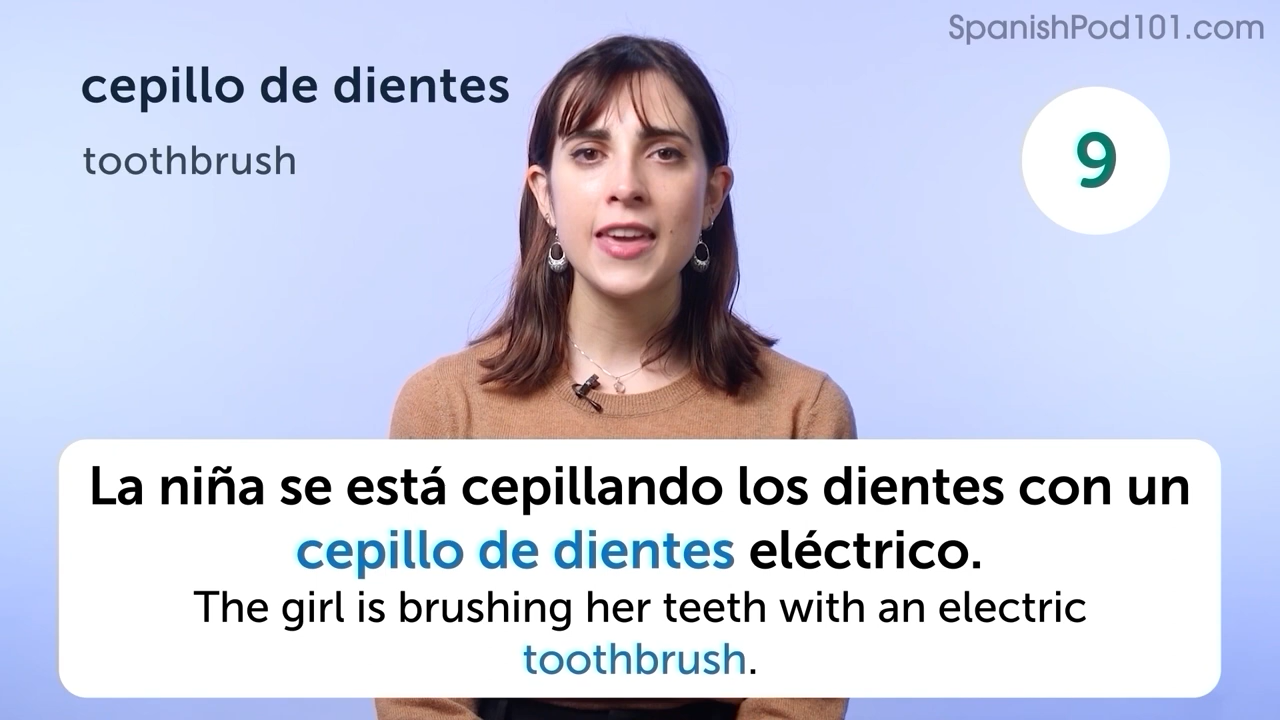 SpanishPod101.com
cepillo de dientes
toothbrush
9
La niña se está cepillando los dientes con un
cepillo de dientes eléctrico.
The girl is brushing her teeth with an electric
toothbrush.